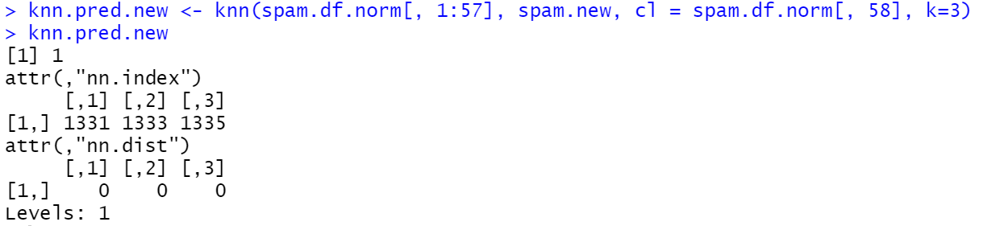 > knn.pred.new <- knn(spam.df.norm[, 1:57], spam.new, cl = spam.df.norm[, 58], k=3)
> knn.pred.new
[1] 1
attr(,"nn.index")
     [,1] [,2] [,3]
[1,] 1331 1333 1335
attr(,"nn.dist")
     [,1] [,2] [,3]
[1,]    0    0    0
Levels: 1